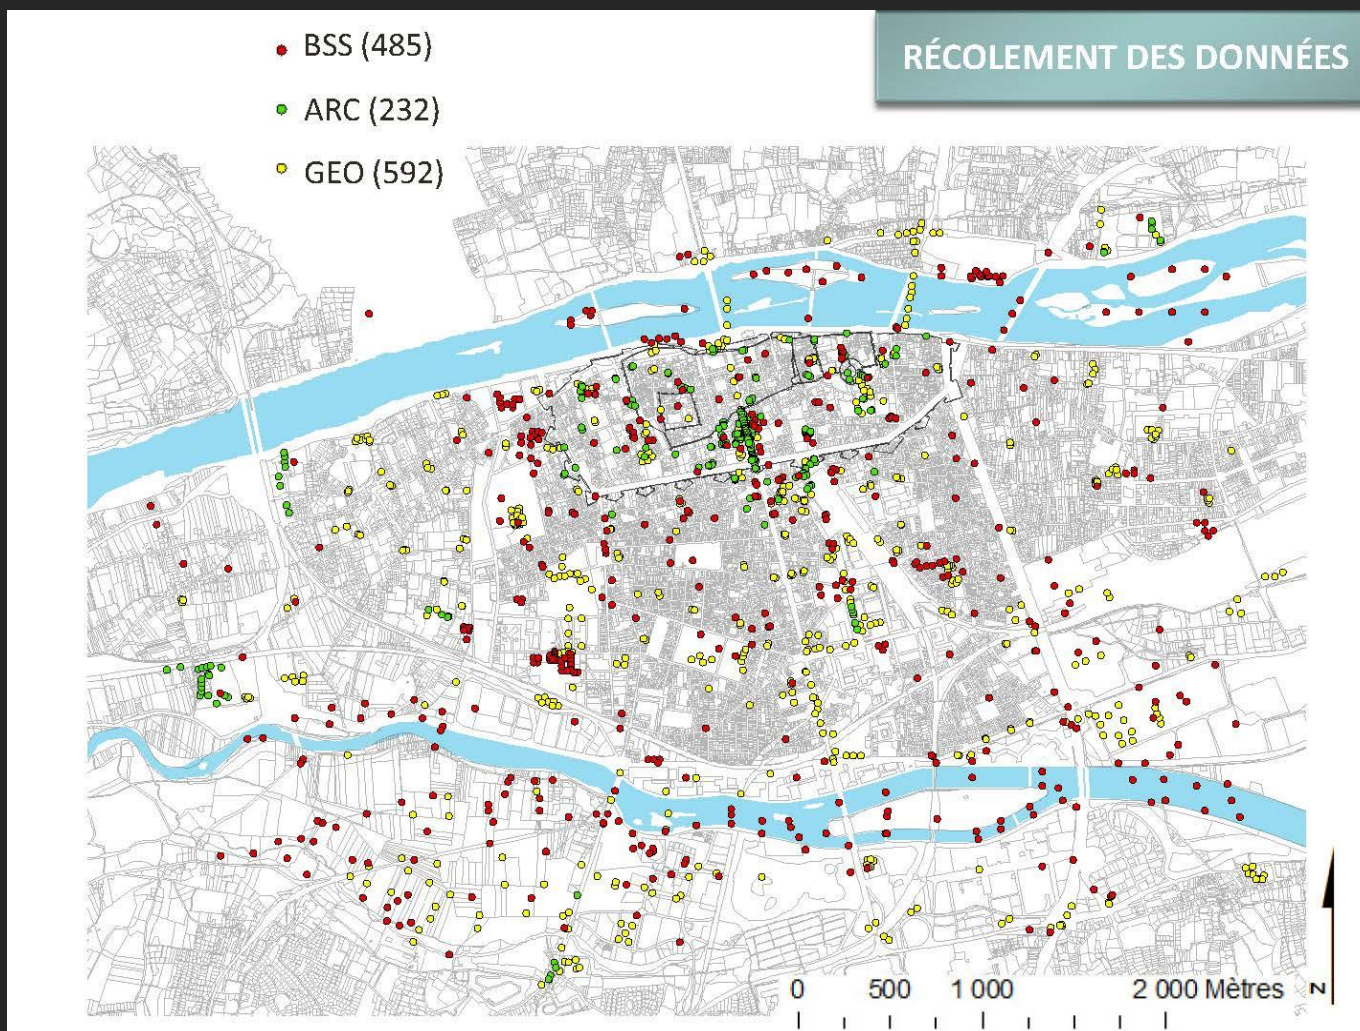 BSS (485)
RÉCOLEMENT DES DONNÉES
ARC (232)
GEO (592)
0 500 1 000 2 000 Mètres
N